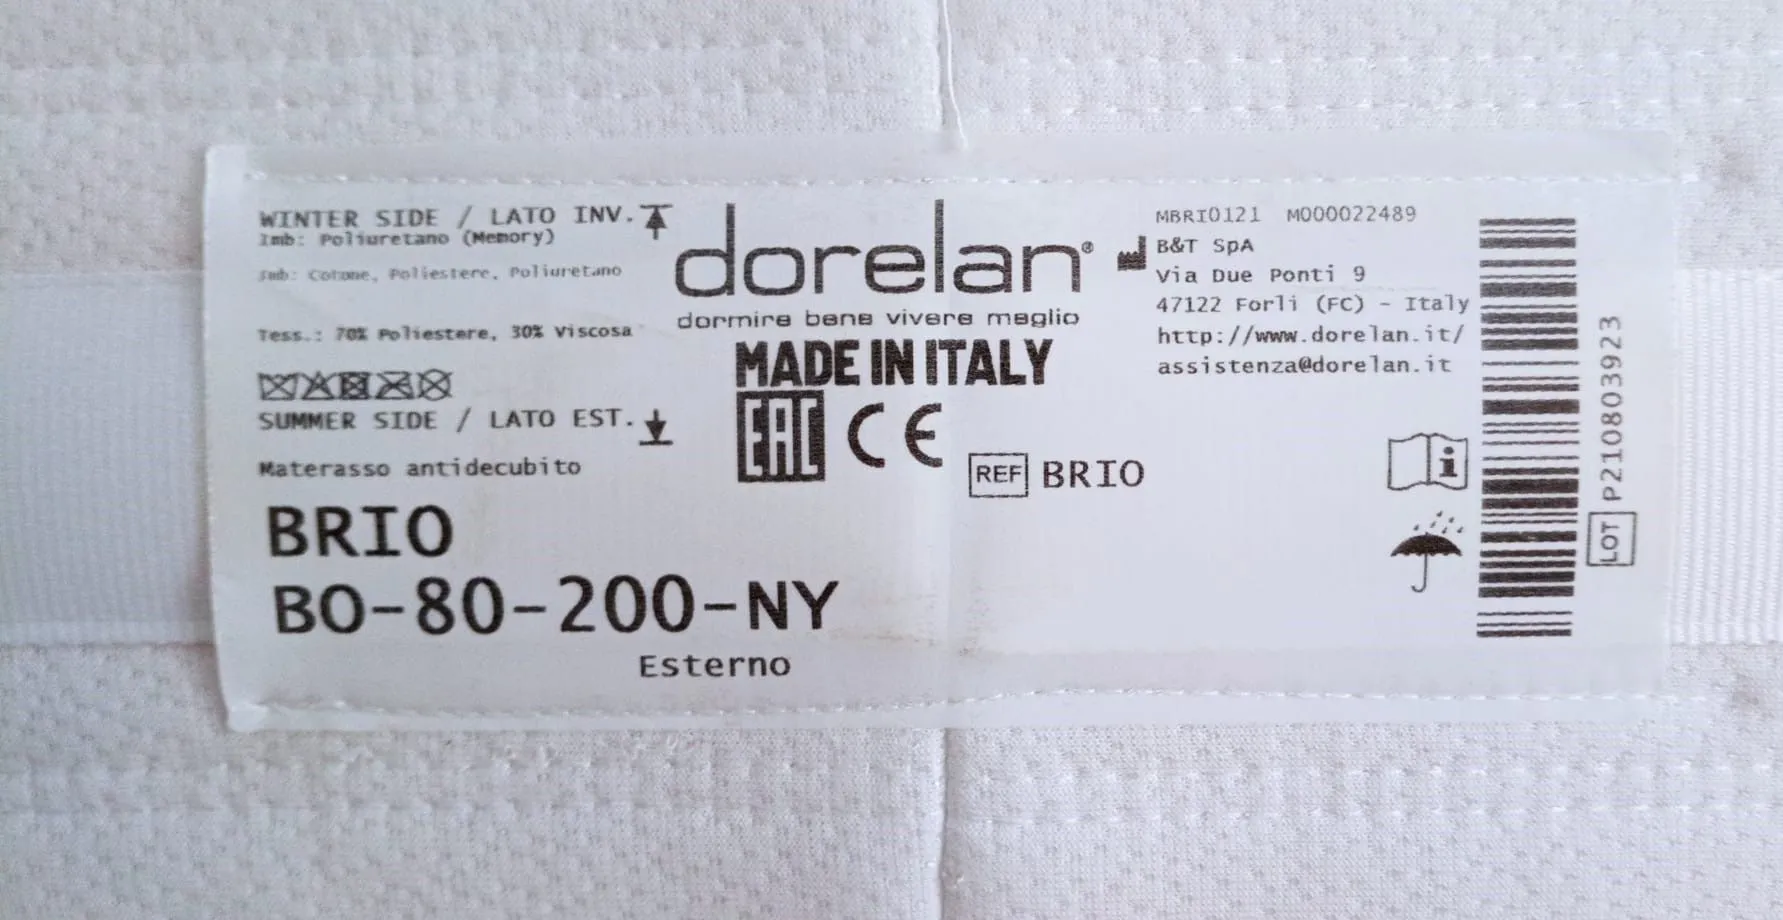 WINTER SIDE / LATO INV.
Imb: Poliuretano (Memory)
Imb: Cotone, Poliestere, Poliuretano
Tess.: 70% Poliestere, 30% Viscosa
SUMMER SIDE / LATO EST.
Materasso antidecubito
BRIO
BO-80-200-NY
Esterno
dorelan®
dormire bene vivere meglio
MADE IN ITALY
EAC CE
REF BRIO
MBRI0121 M000022489
B&T SpA
Via Due Ponti 9
47122 Forli (FC) - Italy
http://www.dorelan.it/
assistenza@dorelan.it
i
LOT P210803923